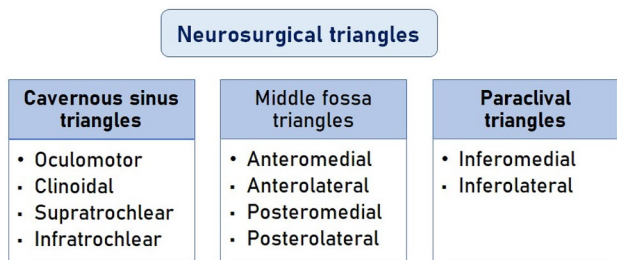 Neurosurgical triangles
Cavernous sinus
triangles
• Oculomotor
• Clinoidal
• Supratrochlear
• Infratrochlear
Middle fossa
triangles
• Anteromedial
• Anterolateral
• Posteromedial
• Posterolateral
Paraclival
triangles
• Inferomedial
• Inferolateral